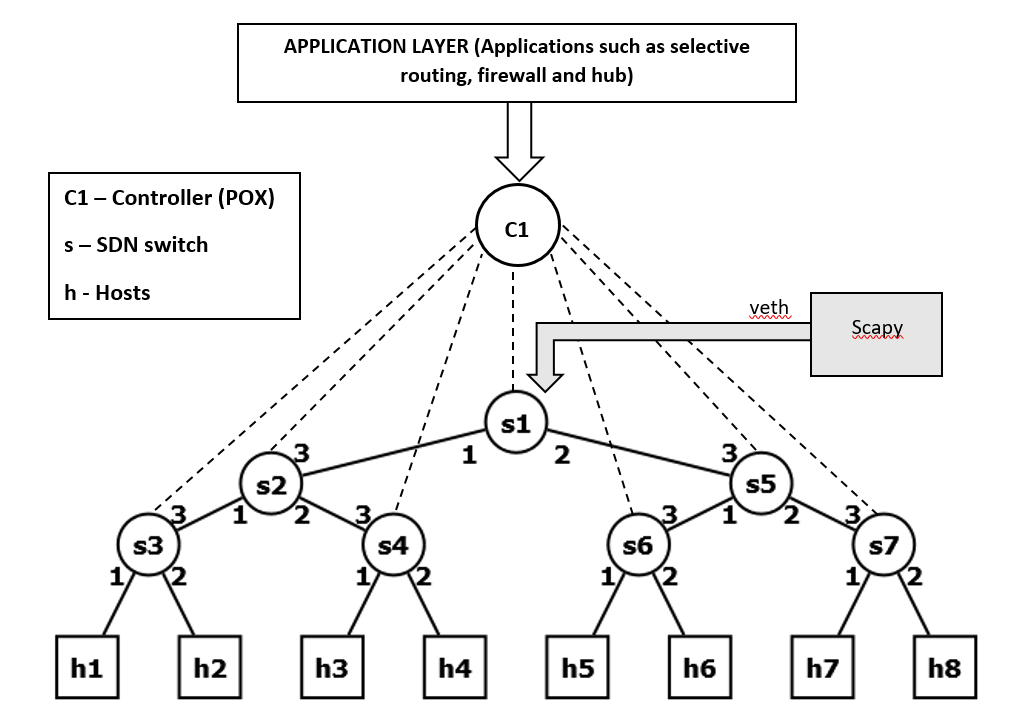 APPLICATION LAYER (Applications such as selective
routing, firewall and hub)
C1 – Controller (POX)
s – SDN switch
h - Hosts
C1
veth
Scapy
s1
1 2
3 3
s2 s5
1 2 1 2
3 3 3 3
s3 s4 s6 s7
1 2 1 2 1 2 1 2
h1 h2 h3 h4 h5 h6 h7 h8